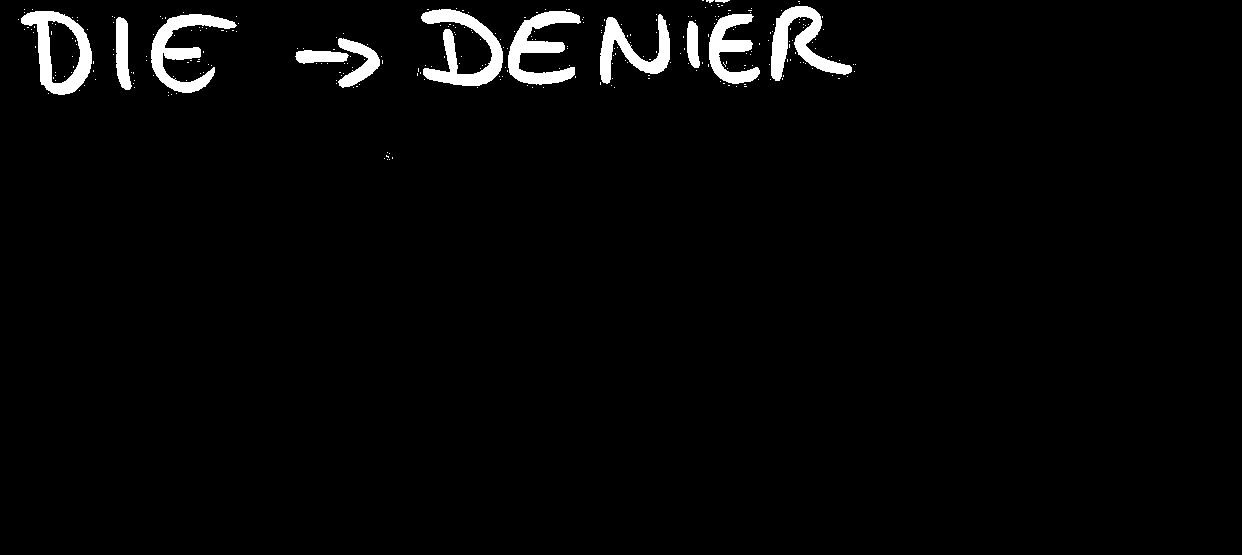 DIE → DENIER